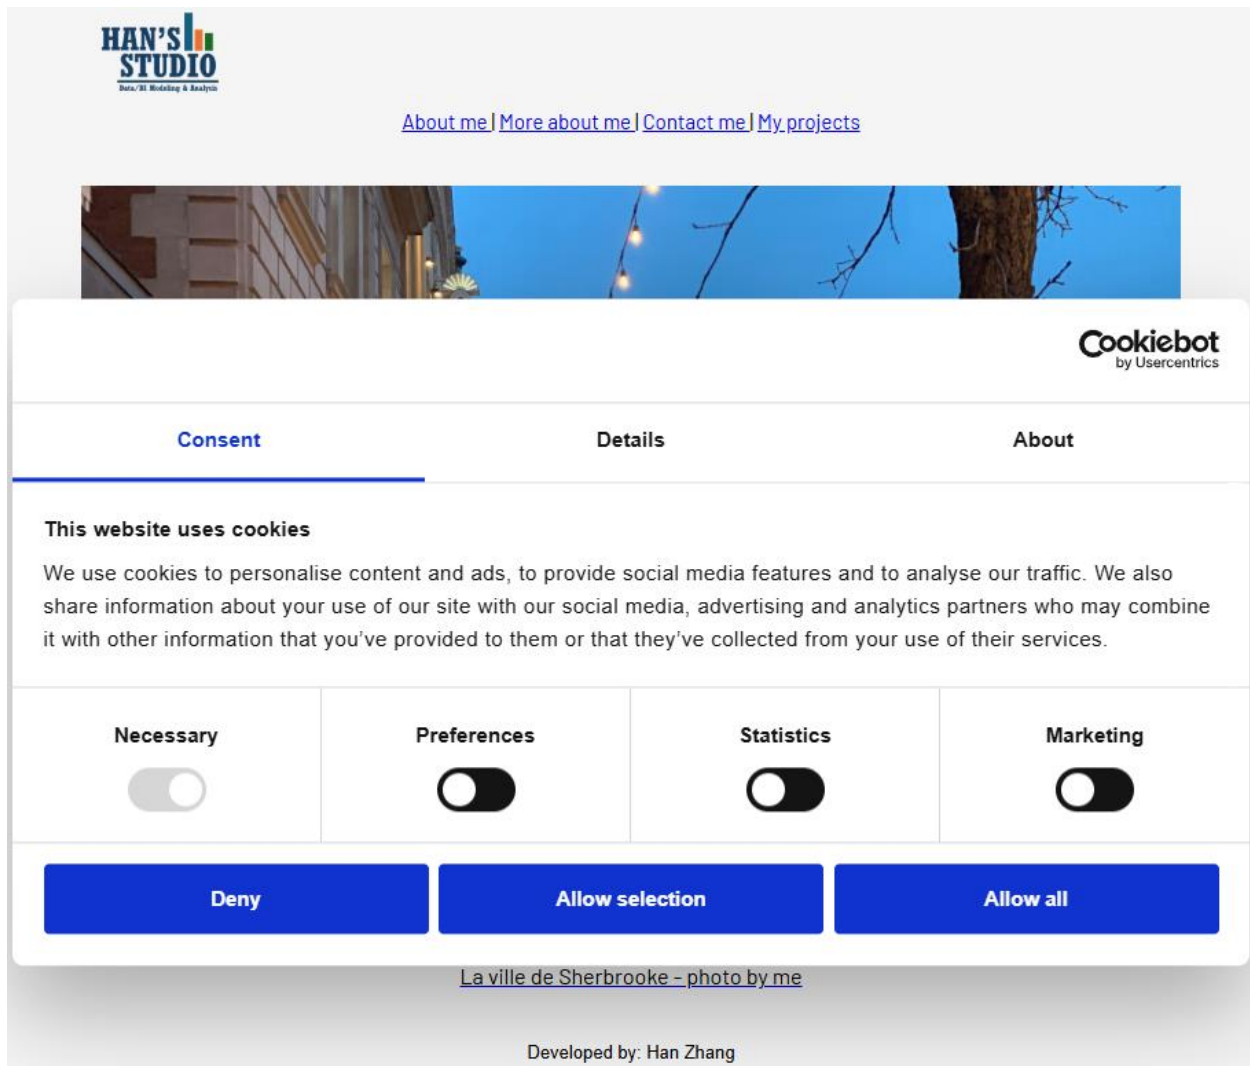 HAN'S
STUDIO
Data/BI Modeling & Analysis
About me | More about me | Contact me | My projects
Cookiebot
by Usercentrics
Consent Details About
This website uses cookies
We use cookies to personalise content and ads, to provide social media features and to analyse our traffic. We also
share information about your use of our site with our social media, advertising and analytics partners who may combine
it with other information that you've provided to them or that they've collected from your use of their services.
Necessary Preferences Statistics Marketing
Deny Allow selection Allow all
La ville de Sherbrooke - photo by me
Developed by: Han Zhang